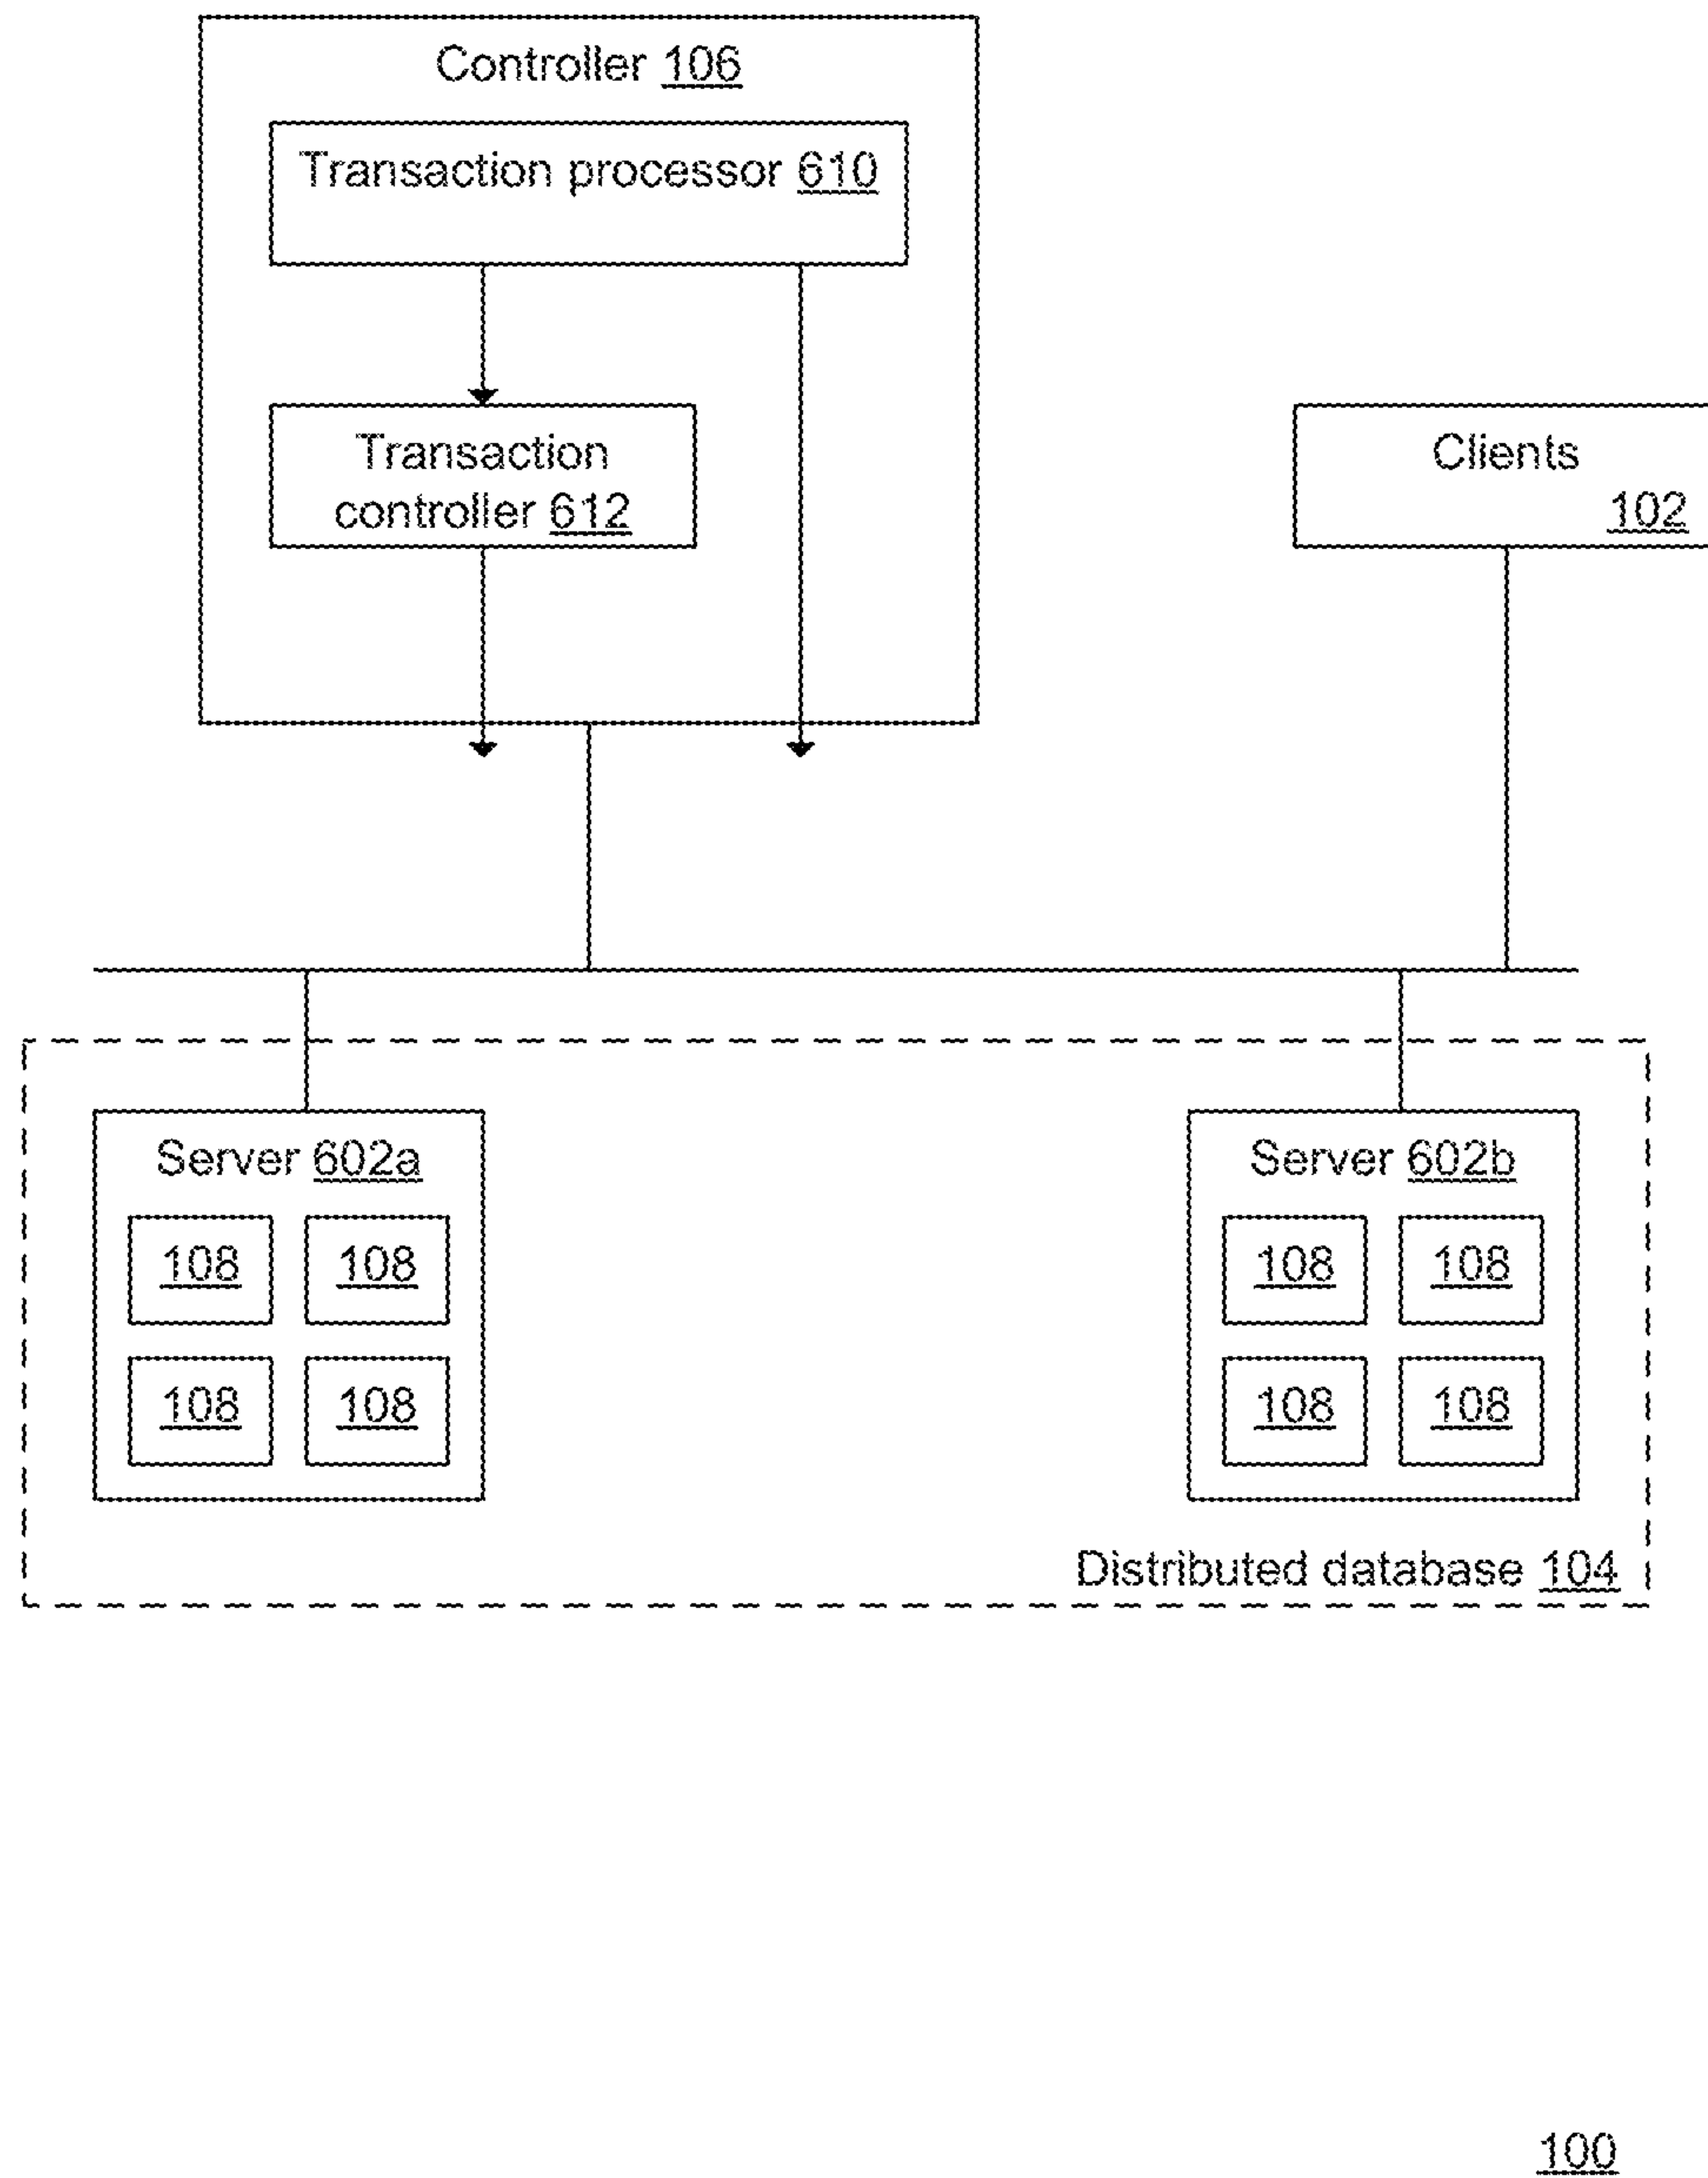 Controller 106
Transaction processor 610
Transaction
controller 612
Clients
102
Server 602a
108 108
108 108
Server 602b
108 108
108 108
Distributed database 104
100